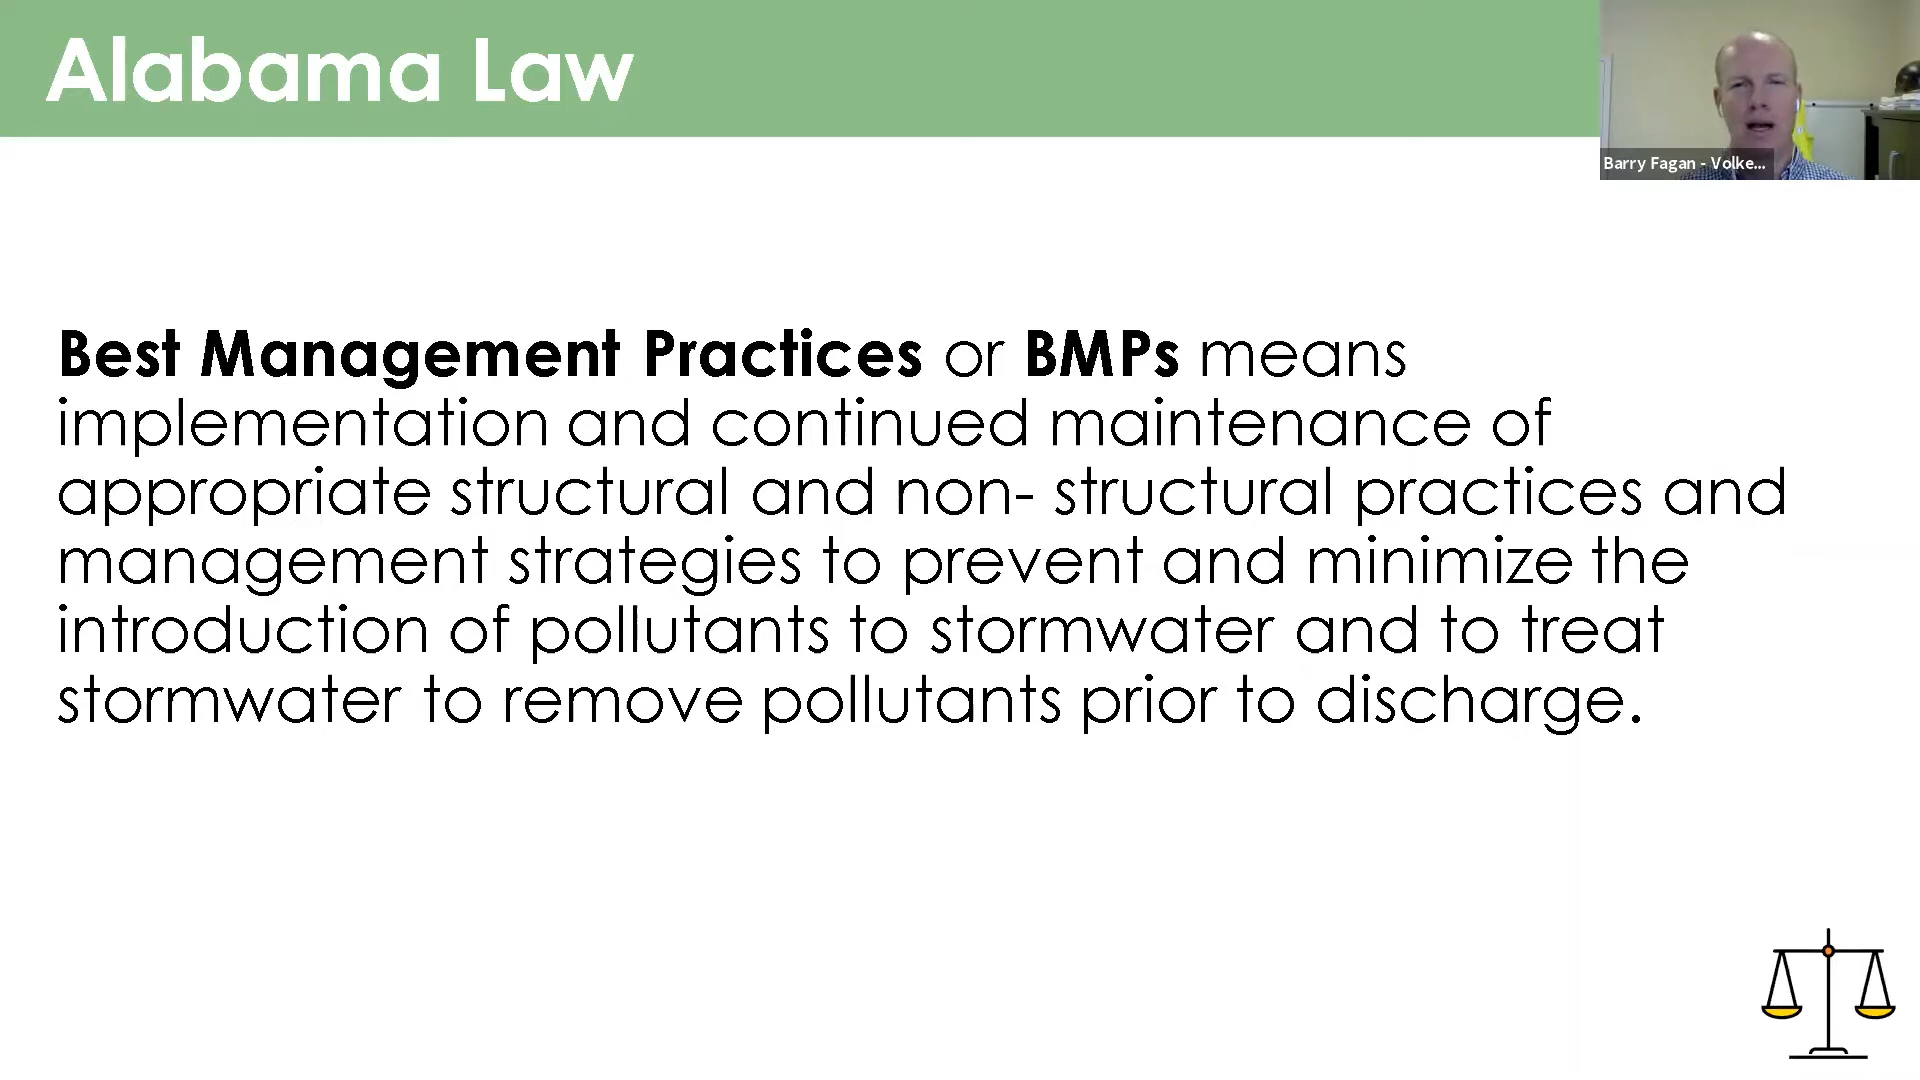 Alabama Law
Barry Fagan - Volke...
Best Management Practices or BMPs means
implementation and continued maintenance of
appropriate structural and non- structural practices and
management strategies to prevent and minimize the
introduction of pollutants to stormwater and to treat
stormwater to remove pollutants prior to discharge.